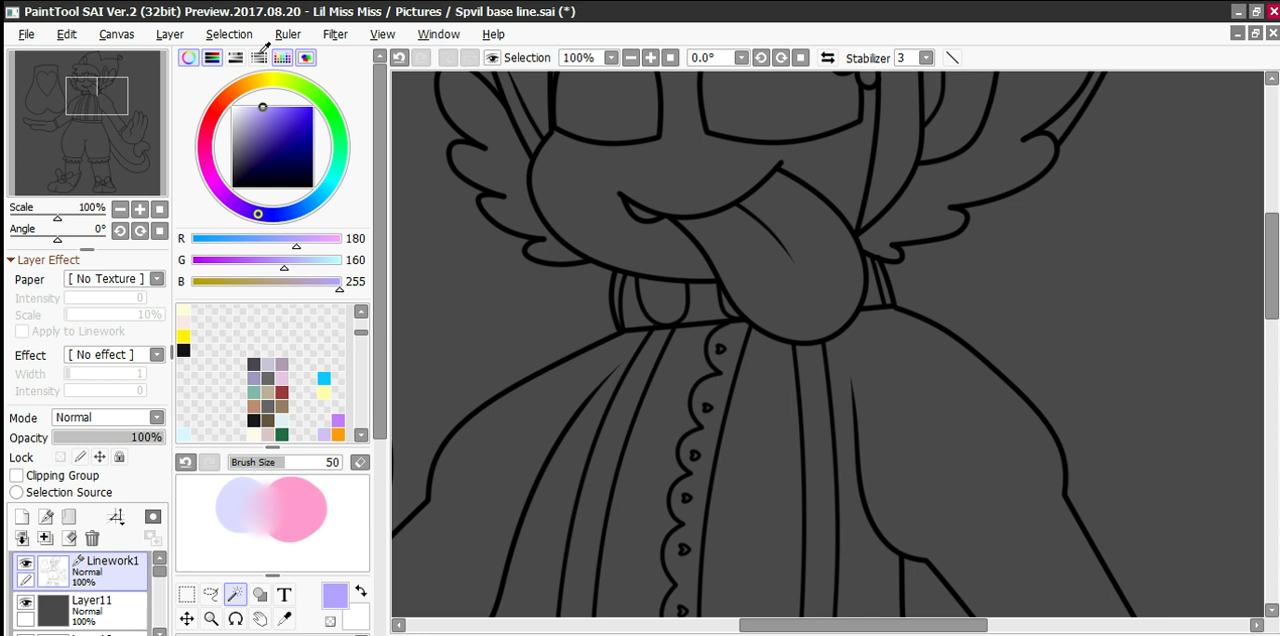 PaintTool SAI Ver.2 (32bit) Preview.2017.08.20 - Lil Miss Miss / Pictures / Spvil base line.sai (*)
File Edit Canvas Layer Selection Ruler Filter View Window Help
Selection 100% 0.0° Stabilizer 3
Scale 100%
Angle 0°
Layer Effect
Paper [ No Texture ]
Intensity 0
Scale 10%
Apply to Linework
Effect [ No effect ]
Width 1
Intensity 0
Mode Normal
Opacity 100%
Lock
Clipping Group
Selection Source
Linework1
Normal
100%
Layer11
Normal
100%
R 180
G 160
B 255
Brush Size 50
T